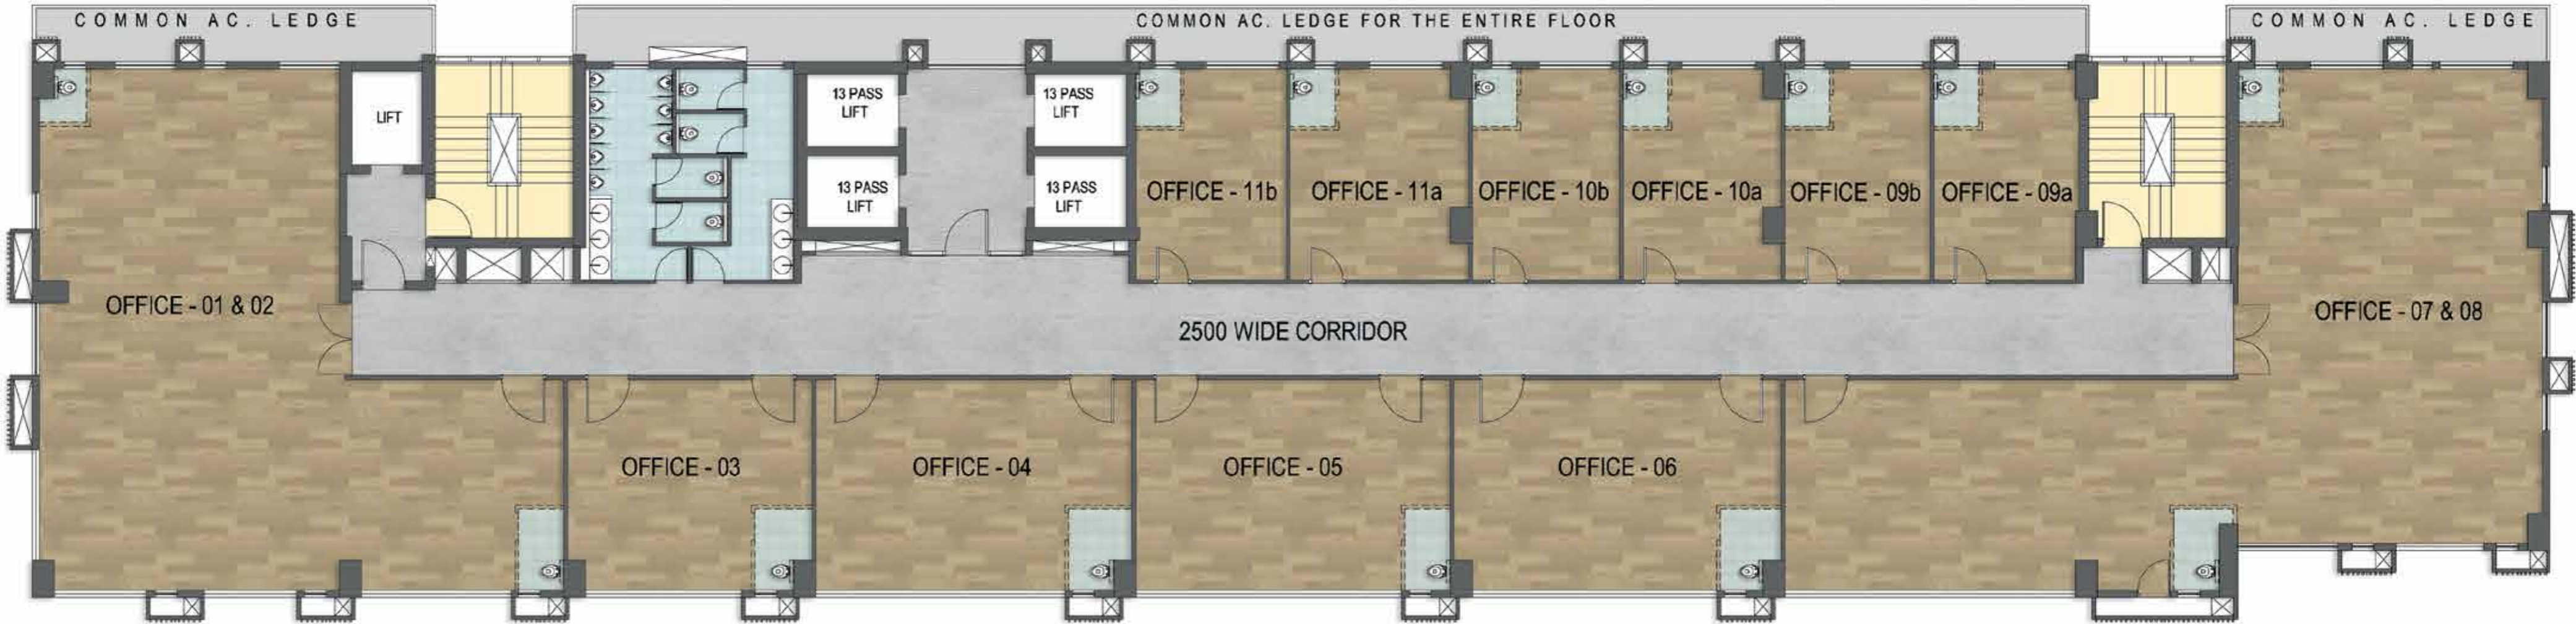 COMMON AC. LEDGE
COMMON AC. LEDGE FOR THE ENTIRE FLOOR
COMMON AC. LEDGE
LIFT
13 PASS
LIFT
13 PASS
LIFT
13 PASS
LIFT
13 PASS
LIFT
OFFICE - 11b
OFFICE - 11a
OFFICE - 10b
OFFICE - 10a
OFFICE - 09b
OFFICE - 09a
OFFICE - 01 & 02
2500 WIDE CORRIDOR
OFFICE - 07 & 08
OFFICE - 03
OFFICE - 04
OFFICE - 05
OFFICE - 06